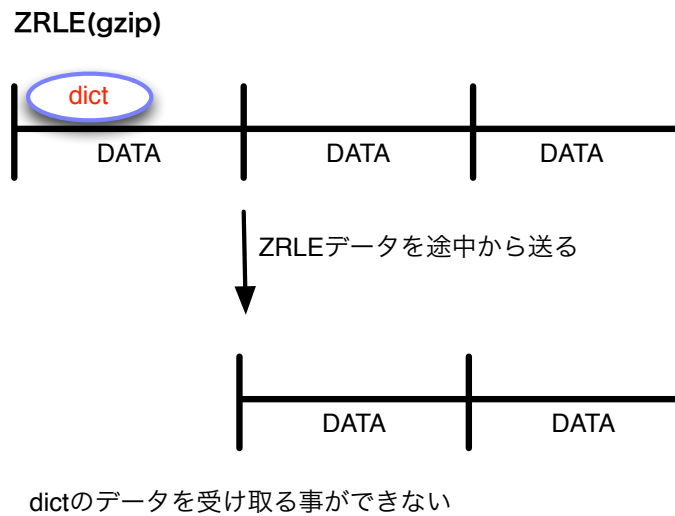 ZRLE(gzip)
dict
DATA DATA DATA
ZRLEデータを途中から送る
DATA DATA
dictのデータを受け取る事ができない